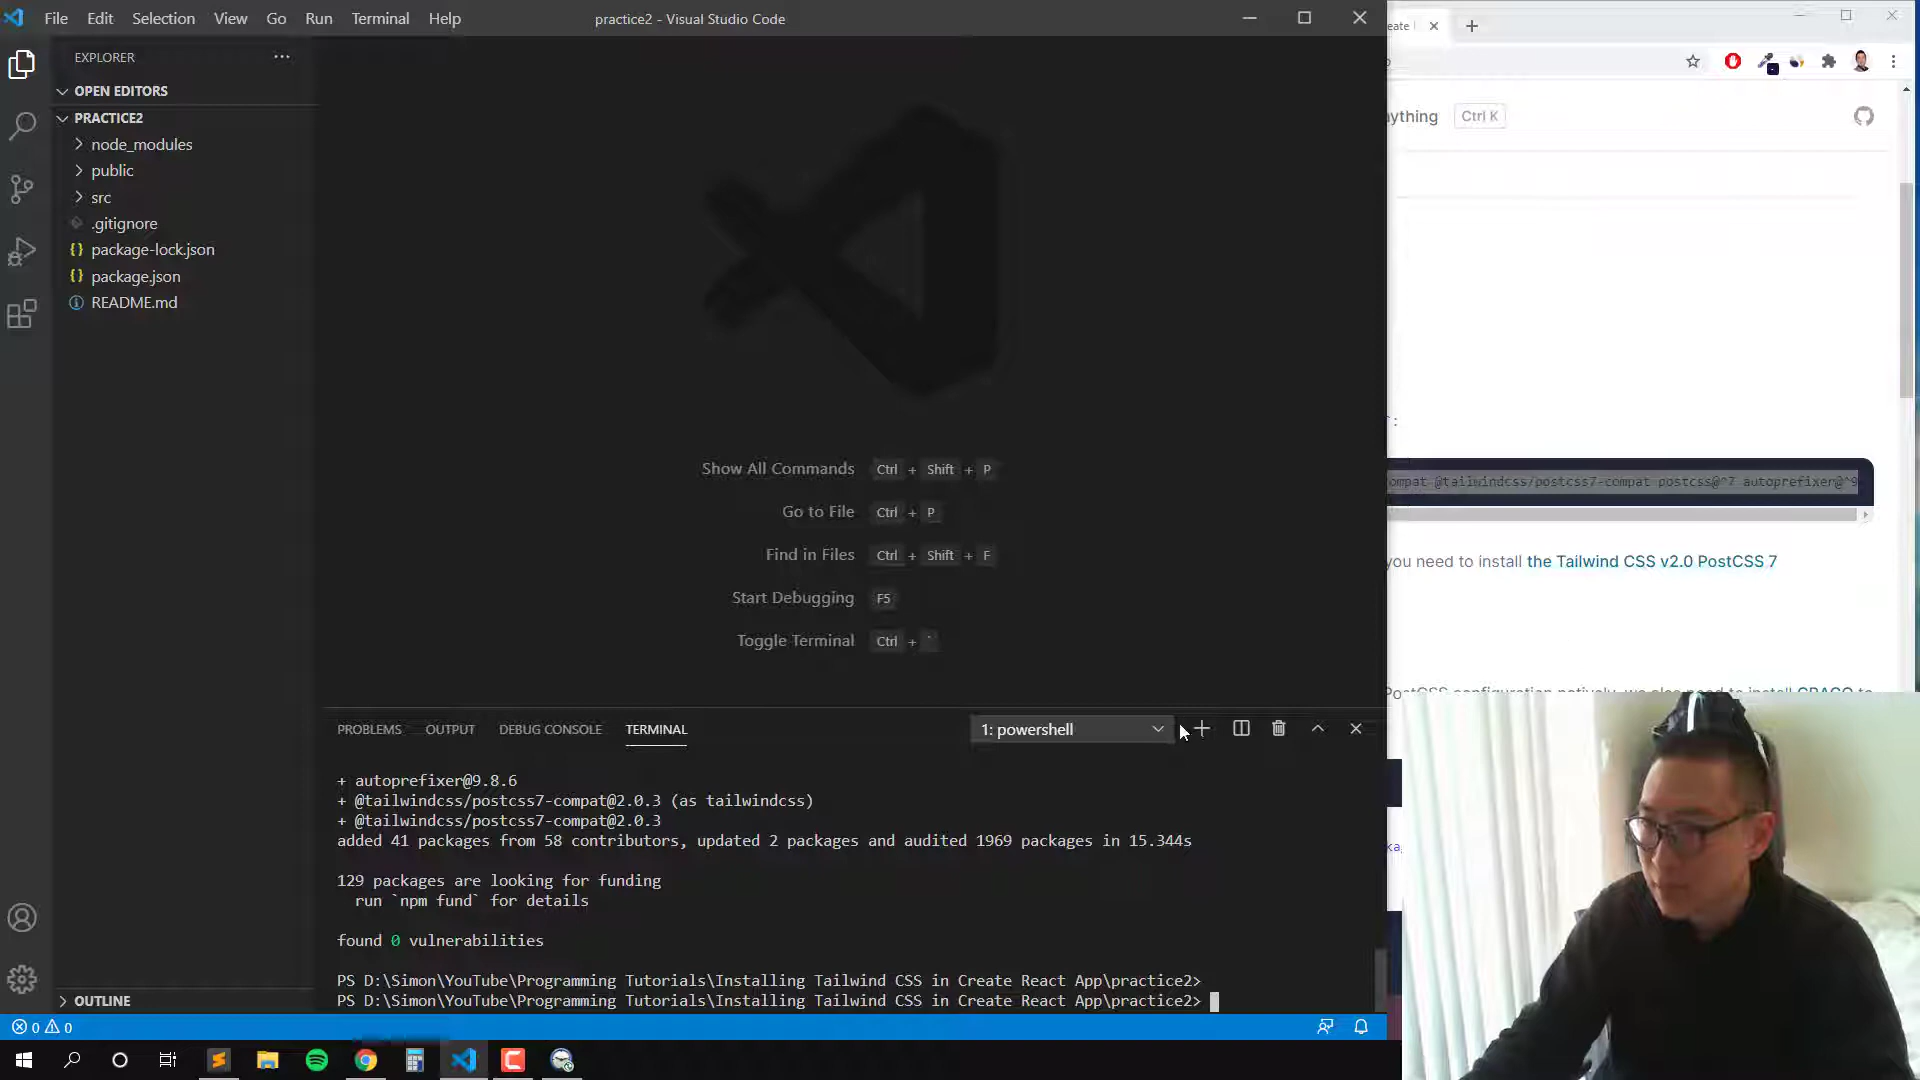 File Edit Selection View Go Run Terminal Help
practice2 - Visual Studio Code
EXPLORER
OPEN EDITORS
PRACTICE2
node_modules
public
src
.gitignore
package-lock.json
package.json
README.md
OUTLINE
Show All Commands Ctrl + Shift + P
Go to File Ctrl + P
Find in Files Ctrl + Shift + F
Start Debugging F5
Toggle Terminal Ctrl + `
PROBLEMS OUTPUT DEBUG CONSOLE TERMINAL
1: powershell
+ autoprefixer@9.8.6
+ @tailwindcss/postcss7-compat@2.0.3 (as tailwindcss)
+ @tailwindcss/postcss7-compat@2.0.3
added 41 packages from 58 contributors, updated 2 packages and audited 1969 packages in 15.344s
129 packages are looking for funding
run `npm fund` for details
found 0 vulnerabilities
PS D:\Simon\YouTube\Programming Tutorials\Installing Tailwind CSS in Create React App\practice2>
PS D:\Simon\YouTube\Programming Tutorials\Installing Tailwind CSS in Create React App\practice2>
0 0
eate
ything Ctrl K
ompat @tailwindcss/postcss7-compat postcss@^7 autoprefixer@^9
you need to install the Tailwind CSS v2.0 PostCSS 7